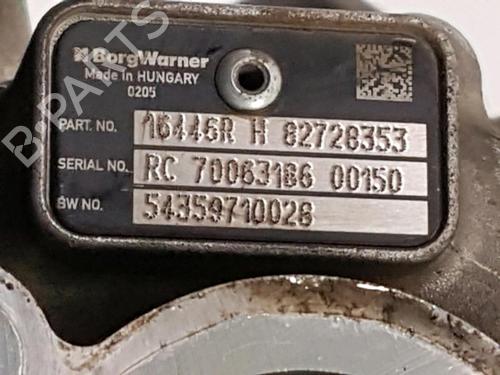 BorgWarner
Made in HUNGARY
0205
PART. NO. 16446R H 82728353
SERIAL NO. RC 70063186 00150
BW NO. 54359710028
B-PARTS